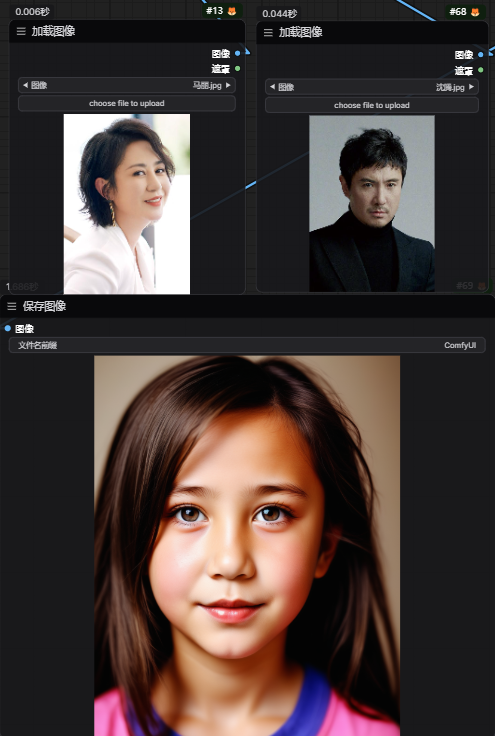 0.006秒
#13
加载图像
图像
遮罩
图像 马丽.jpg
choose file to upload
0.044秒
#68
加载图像
图像
遮罩
图像 沈腾.jpg
choose file to upload
#69
保存图像
图像
文件名前缀 ComfyUI